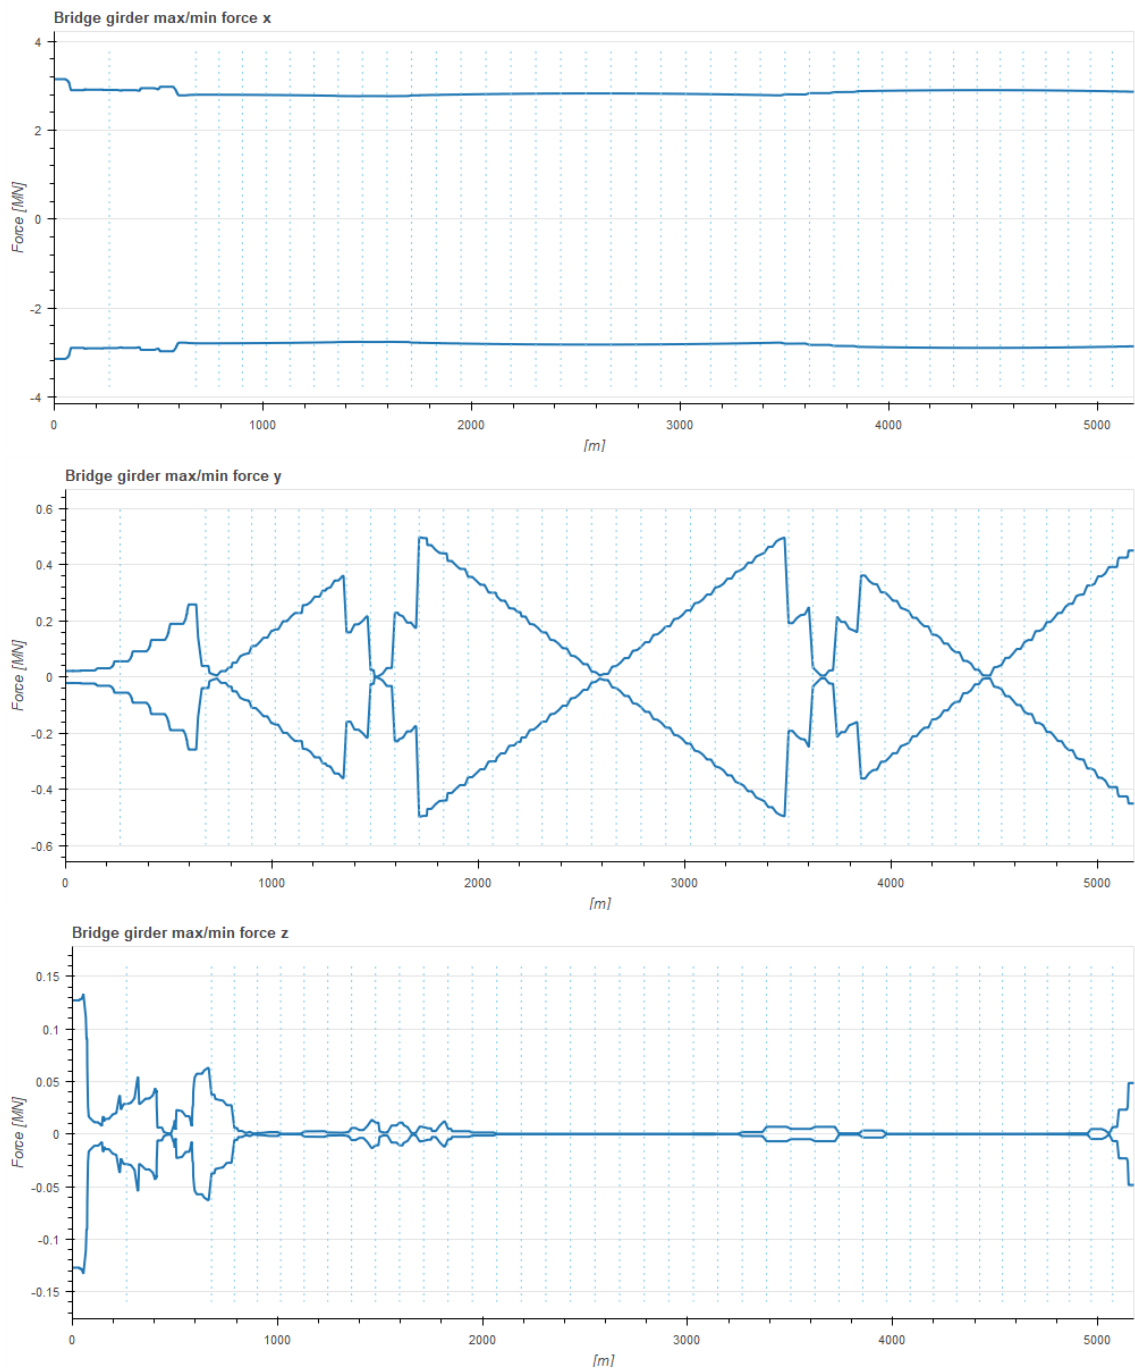 Bridge girder max/min force x
4
2
0
-2
-4
Force [MN]
0 1000 2000 3000 4000 5000
[m]
Bridge girder max/min force y
0.6
0.4
0.2
0
-0.2
-0.4
-0.6
Force [MN]
0 1000 2000 3000 4000 5000
[m]
Bridge girder max/min force z
0.15
0.1
0.05
0
-0.05
-0.1
-0.15
Force [MN]
0 1000 2000 3000 4000 5000
[m]